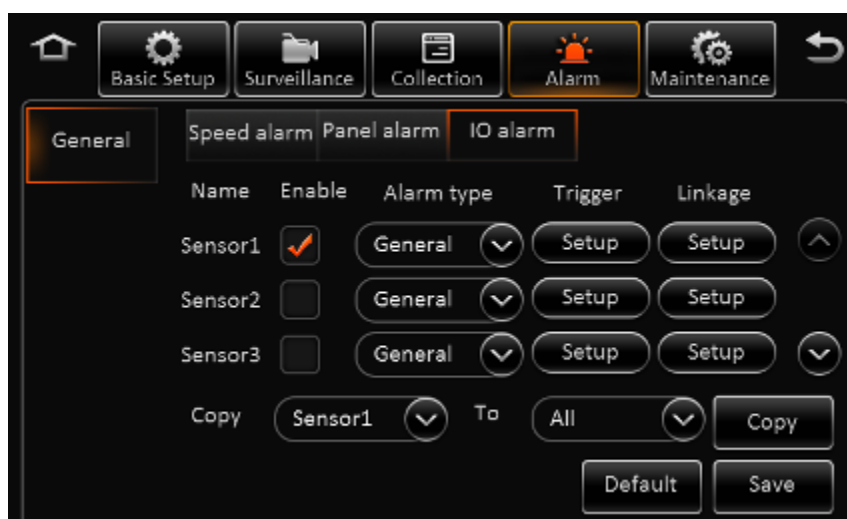 Basic Setup Surveillance Collection Alarm Maintenance
General Speed alarm Panel alarm IO alarm
Name Enable Alarm type Trigger Linkage
Sensor1 General Setup Setup
Sensor2 General Setup Setup
Sensor3 General Setup Setup
Copy Sensor1 To All Copy
Default Save